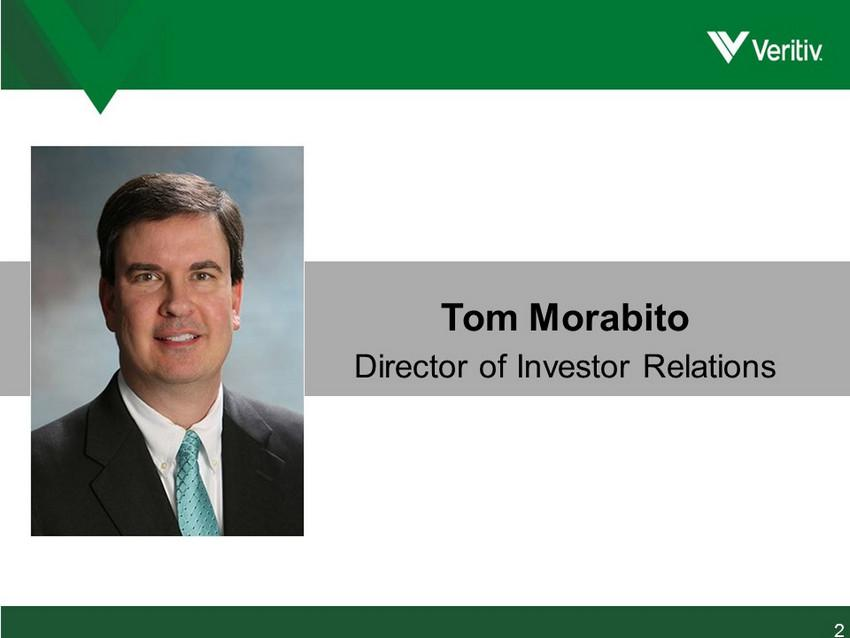 Veritiv.
Tom Morabito
Director of Investor Relations
2